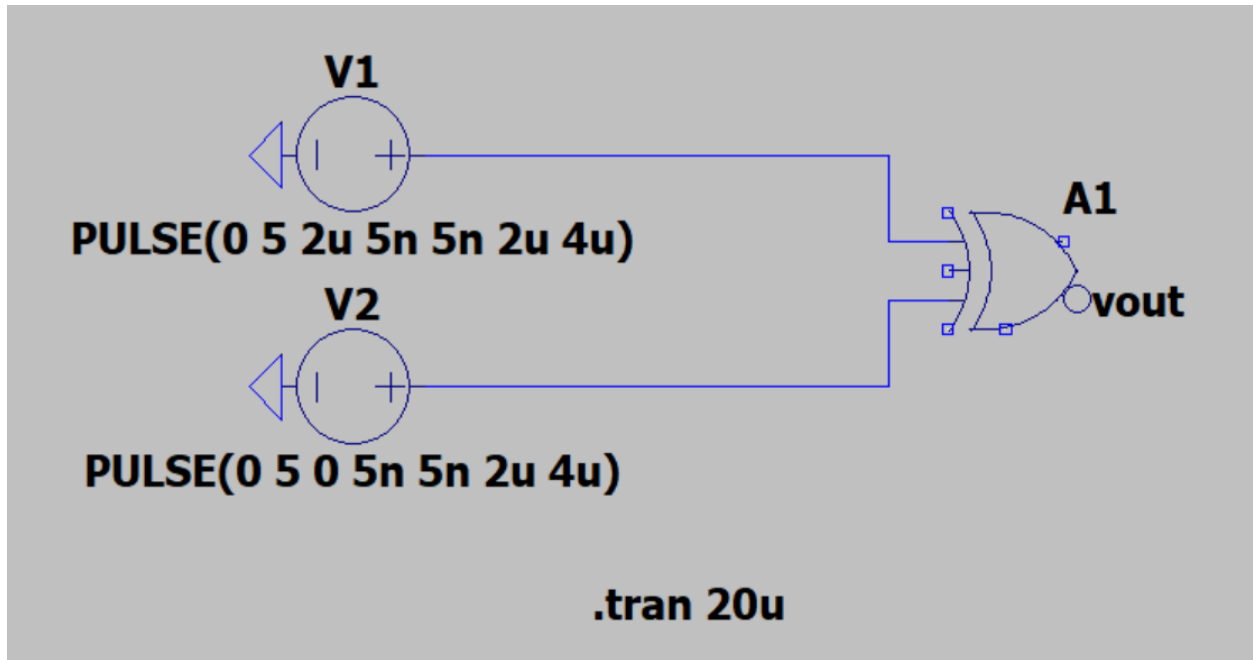 V1
PULSE(0 5 2u 5n 5n 2u 4u)
A1
V2
vout
PULSE(0 5 0 5n 5n 2u 4u)
.tran 20u